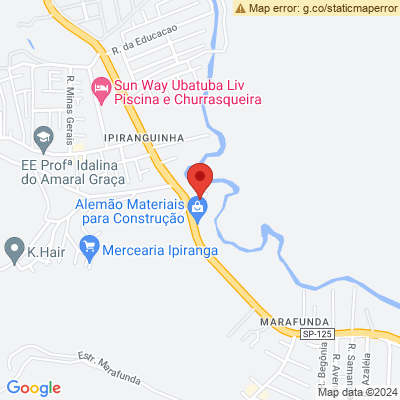 Map error: g.co/staticmaperror
R. da Educacao
R. Minas Gerais
Sun Way Ubatuba Liv
Piscina e Churrasqueira
IPIRANGUINHA
EE Profª Idalina
do Amaral Graça
Alemão Materiais
para Construção
K.Hair
Mercearia Ipiranga
MARAFUNDA
SP-125
Estr. Marafunda
Str. Begônia
R. Aver
R. Saman
Azaléia
Google
Map data ©2024